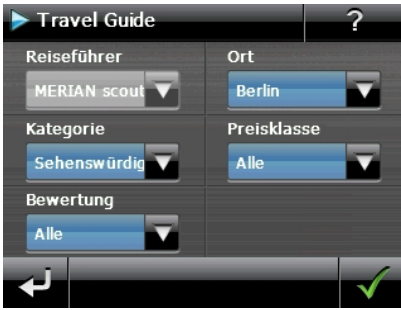 Travel Guide ?
Reiseführer Ort
MERIAN scout Berlin
Kategorie Preisklasse
Sehenswürdig Alle
Bewertung
Alle